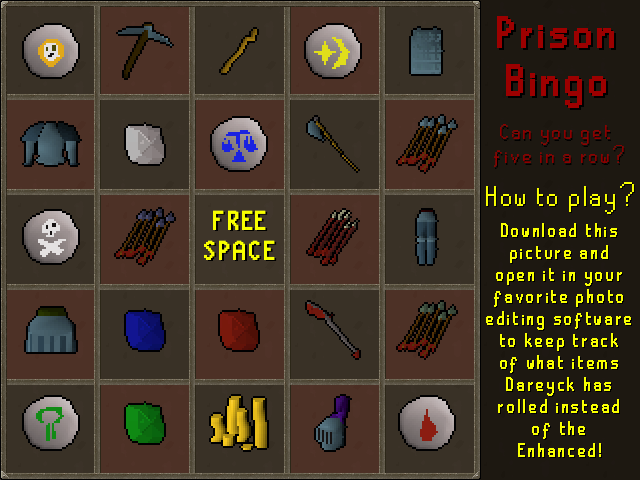 Prison
Bingo
Can you get
five in a row?
How to play?
Download this
picture and
open it in your
favorite photo
editing software
to keep track
of what items
Dareyck has
rolled instead
of the
Enhanced!
FREE
SPACE